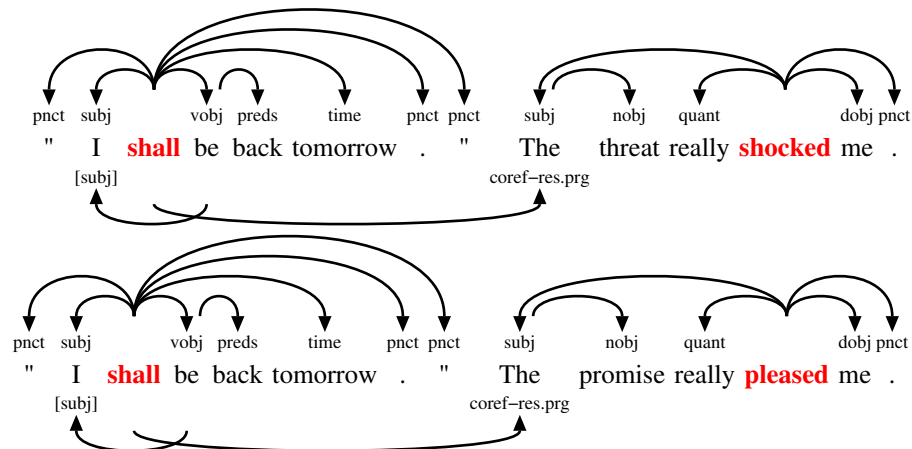 pnct subj vobj preds time pnct pnct subj nobj quant dobj pnct
" I shall be back tomorrow . " The threat really shocked me .
[subj] coref-res.prg
pnct subj vobj preds time pnct pnct subj nobj quant dobj pnct
" I shall be back tomorrow . " The promise really pleased me .
[subj] coref-res.prg